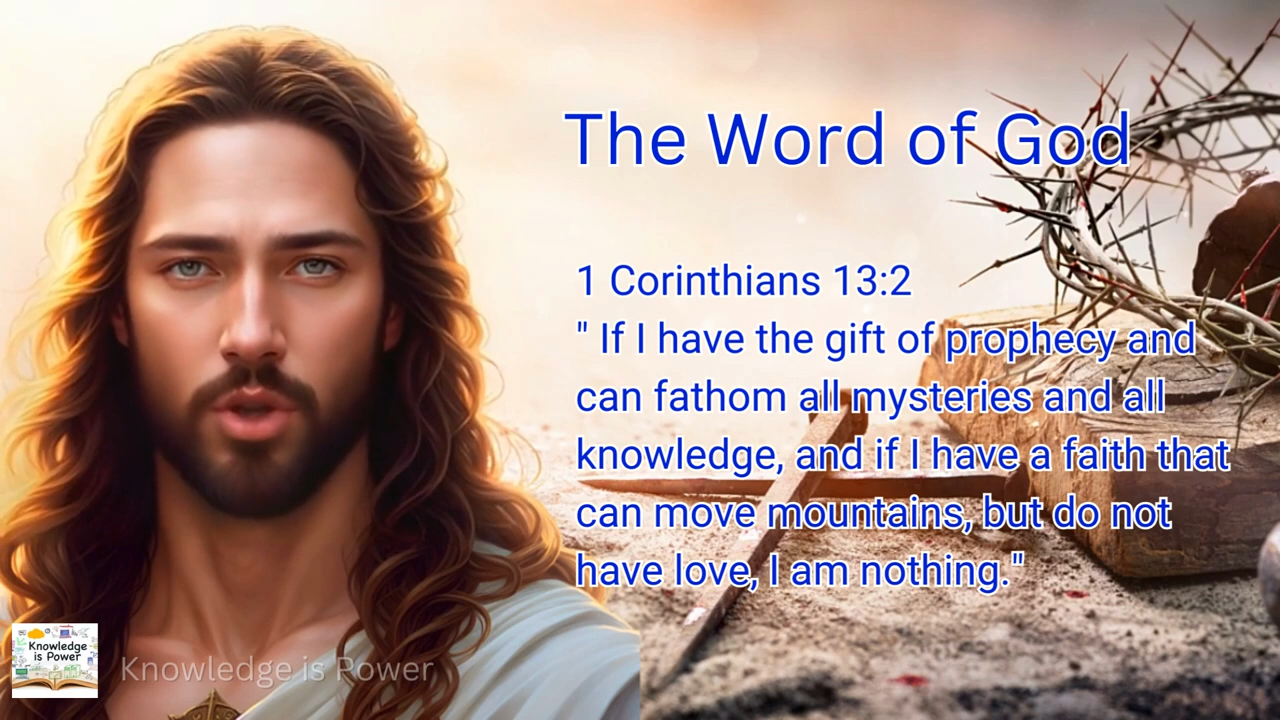 The Word of God
1 Corinthians 13:2
" If I have the gift of prophecy and
can fathom all mysteries and all
knowledge, and if I have a faith that
can move mountains, but do not
have love, I am nothing."
Knowledge
is Power
Knowledge is Power